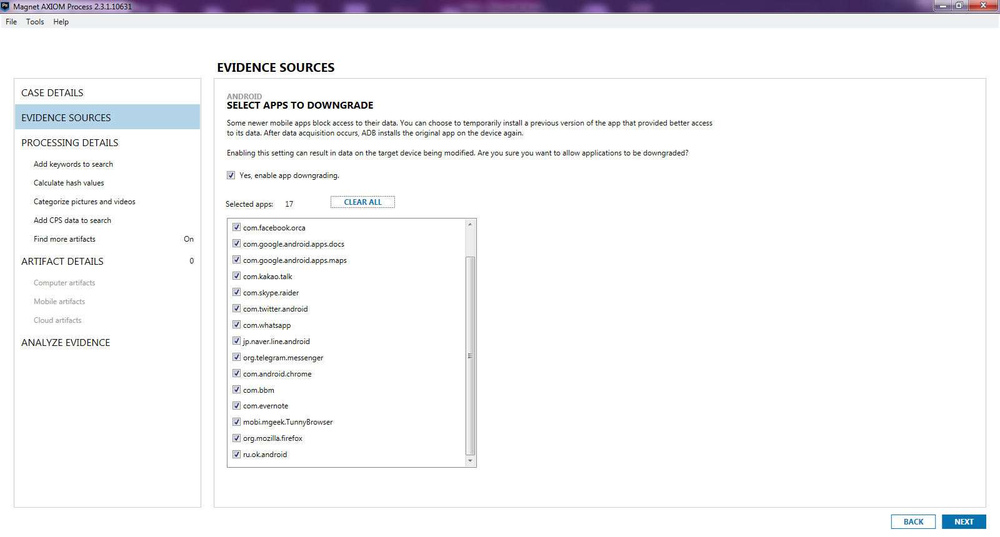 Magnet AXIOM Process 2.3.1.10631
File Tools Help
EVIDENCE SOURCES
CASE DETAILS
EVIDENCE SOURCES
PROCESSING DETAILS
Add keywords to search
Calculate hash values
Categorize pictures and videos
Add CPS data to search
Find more artifacts On
ARTIFACT DETAILS 0
Computer artifacts
Mobile artifacts
Cloud artifacts
ANALYZE EVIDENCE
ANDROID
SELECT APPS TO DOWNGRADE
Some newer mobile apps block access to their data. You can choose to temporarily install a previous version of the app that provided better access
to its data. After data acquisition occurs, ADB installs the original app on the device again.
Enabling this setting can result in data on the target device being modified. Are you sure you want to allow applications to be downgraded?
Yes, enable app downgrading.
Selected apps: 17 CLEAR ALL
com.facebook.orca
com.google.android.apps.docs
com.google.android.apps.maps
com.kakao.talk
com.skype.raider
com.twitter.android
com.whatsapp
jp.naver.line.android
org.telegram.messenger
com.android.chrome
com.bbm
com.evernote
mobi.mgeek.TunnyBrowser
org.mozilla.firefox
ru.ok.android
BACK NEXT